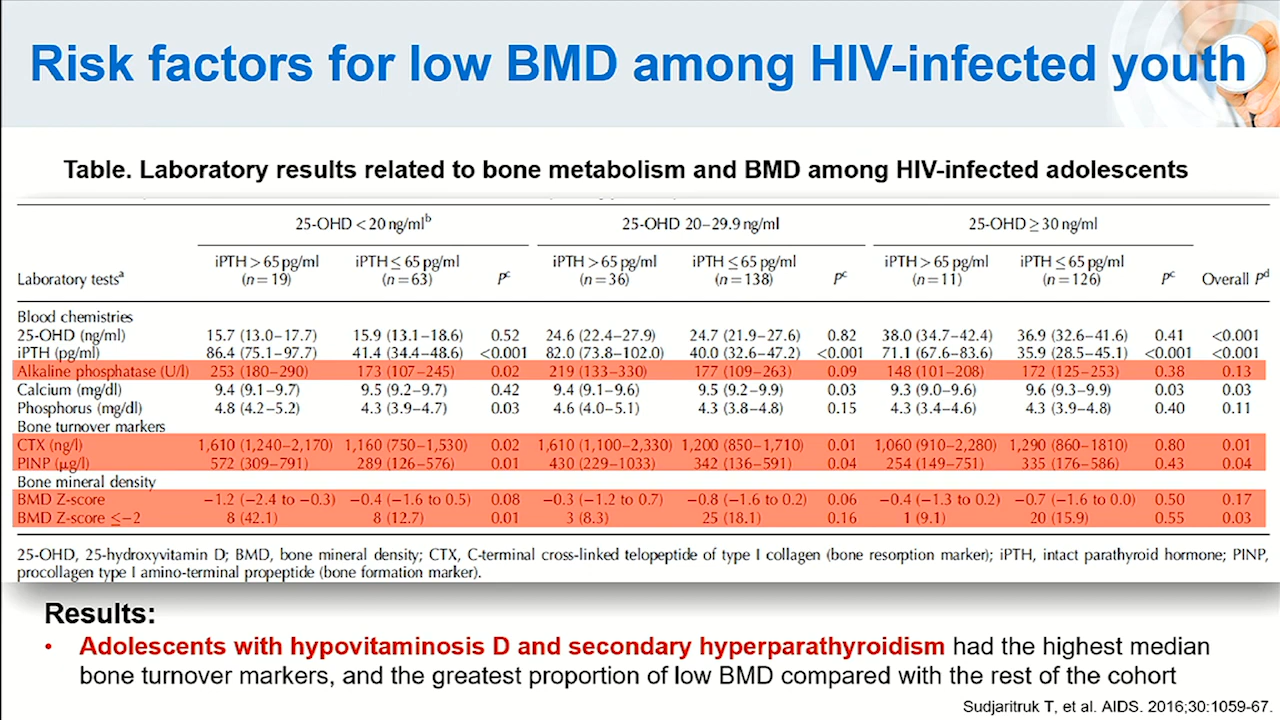 Risk factors for low BMD among HIV-infected youth
Table. Laboratory results related to bone metabolism and BMD among HIV-infected adolescents
25-OHD < 20 ng/ml^b 25-OHD 20–29.9 ng/ml 25-OHD ≥ 30 ng/ml
iPTH > 65 pg/ml iPTH ≤ 65 pg/ml iPTH > 65 pg/ml iPTH ≤ 65 pg/ml iPTH > 65 pg/ml iPTH ≤ 65 pg/ml
Laboratory tests^a (n = 19) (n = 63) P^c (n = 36) (n = 138) P^c (n = 11) (n = 126) P^c Overall P^d
Blood chemistries
25-OHD (ng/ml) 15.7 (13.0–17.7) 15.9 (13.1–18.6) 0.52 24.6 (22.4–27.9) 24.7 (21.9–27.6) 0.82 38.0 (34.7–42.4) 36.9 (32.6–41.6) 0.41 <0.001
iPTH (pg/ml) 86.4 (75.1–97.7) 41.4 (34.4–48.6) <0.001 82.0 (73.8–102.0) 40.0 (32.6–47.2) <0.001 71.1 (67.6–83.6) 35.9 (28.5–45.1) <0.001 <0.001
Alkaline phosphatase (U/l) 253 (180–290) 173 (107–245) 0.02 219 (133–330) 177 (109–263) 0.09 148 (101–208) 172 (125–253) 0.38 0.13
Calcium (mg/dl) 9.4 (9.1–9.7) 9.5 (9.2–9.7) 0.42 9.4 (9.1–9.6) 9.5 (9.2–9.9) 0.03 9.3 (9.0–9.6) 9.6 (9.3–9.9) 0.03 0.03
Phosphorus (mg/dl) 4.8 (4.2–5.2) 4.3 (3.9–4.7) 0.03 4.6 (4.0–5.1) 4.3 (3.8–4.8) 0.15 4.3 (3.4–4.6) 4.3 (3.9–4.8) 0.40 0.11
Bone turnover markers
CTX (ng/l) 1,610 (1,240–2,170) 1,160 (750–1,530) 0.02 1,610 (1,100–2,330) 1,200 (850–1,710) 0.01 1,060 (910–2,280) 1,290 (860–1810) 0.80 0.01
PINP (μg/l) 572 (309–791) 289 (126–576) 0.01 430 (229–1033) 342 (136–591) 0.04 254 (149–751) 335 (176–586) 0.43 0.04
Bone mineral density
BMD Z-score −1.2 (−2.4 to −0.3) −0.4 (−1.6 to 0.5) 0.08 −0.3 (−1.2 to 0.7) −0.8 (−1.6 to 0.2) 0.06 −0.4 (−1.3 to 0.2) −0.7 (−1.6 to 0.0) 0.50 0.17
BMD Z-score ≤−2 8 (42.1) 8 (12.7) 0.01 3 (8.3) 25 (18.1) 0.16 1 (9.1) 20 (15.9) 0.55 0.03
25-OHD, 25-hydroxyvitamin D; BMD, bone mineral density; CTX, C-terminal cross-linked telopeptide of type I collagen (bone resorption marker); iPTH, intact parathyroid hormone; PINP,
procollagen type I amino-terminal propeptide (bone formation marker).
Results:
• Adolescents with hypovitaminosis D and secondary hyperparathyroidism had the highest median
bone turnover markers, and the greatest proportion of low BMD compared with the rest of the cohort
Sudjaritruk T, et al. AIDS. 2016;30:1059-67.